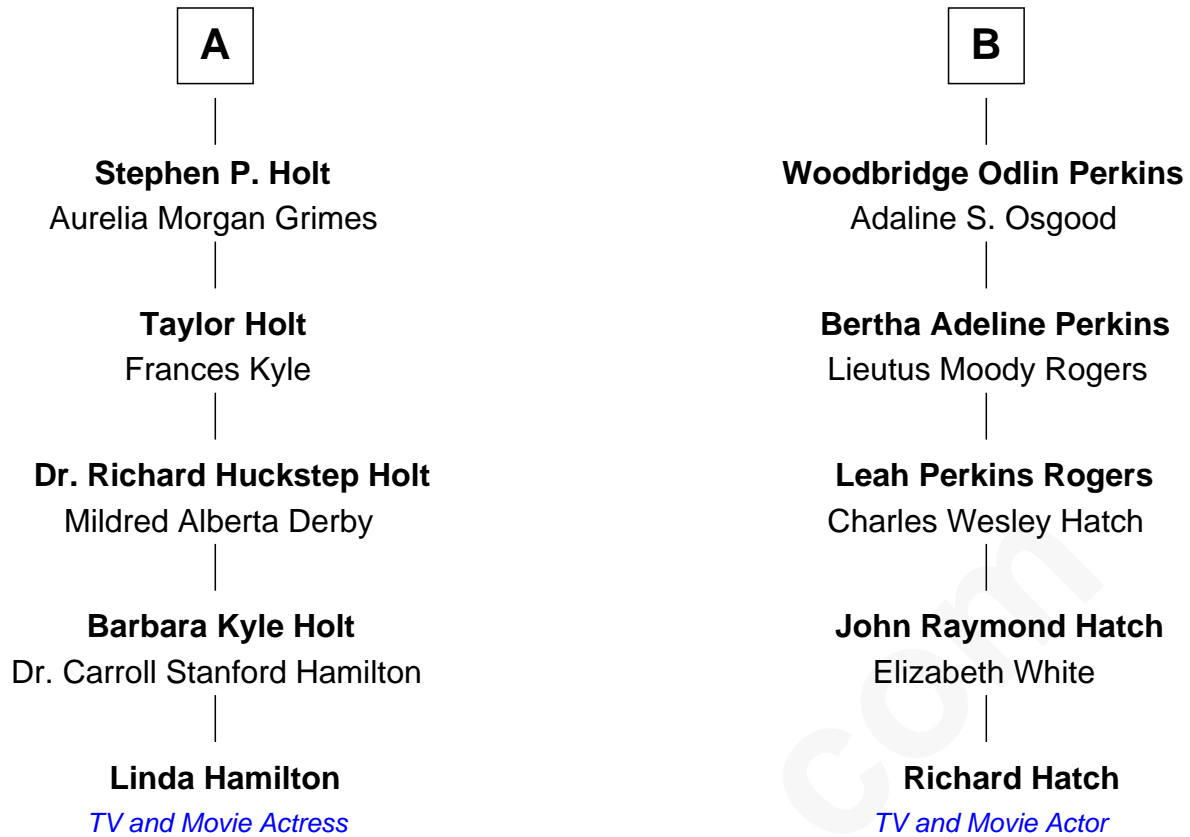 A
Stephen P. Holt
Aurelia Morgan Grimes
Taylor Holt
Frances Kyle
Dr. Richard Huckstep Holt
Mildred Alberta Derby
Barbara Kyle Holt
Dr. Carroll Stanford Hamilton
Linda Hamilton
TV and Movie Actress
B
Woodbridge Odlin Perkins
Adaline S. Osgood
Bertha Adeline Perkins
Lieutus Moody Rogers
Leah Perkins Rogers
Charles Wesley Hatch
John Raymond Hatch
Elizabeth White
Richard Hatch
TV and Movie Actor
com